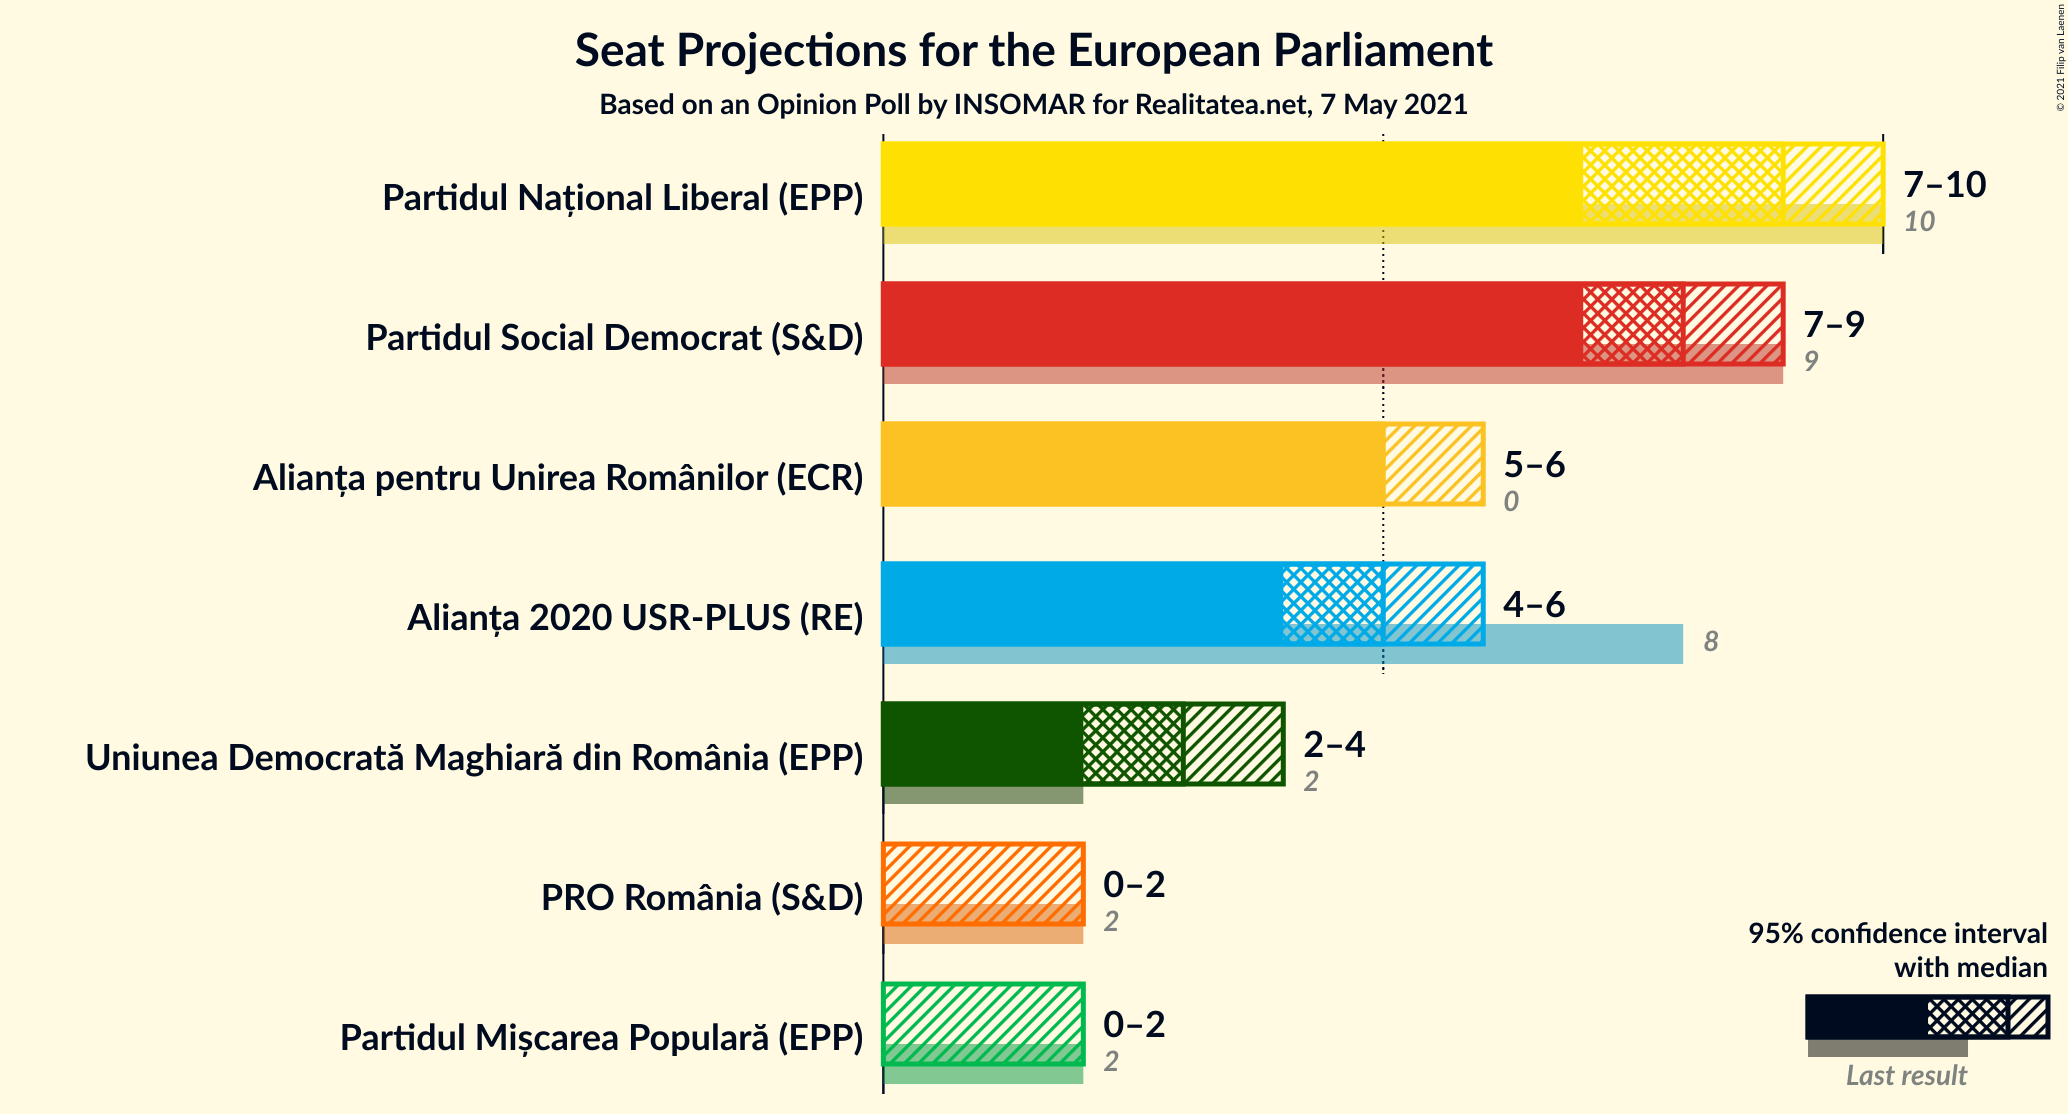 Seat Projections for the European Parliament
Based on an Opinion Poll by INSOMAR for Realitatea.net, 7 May 2021
© 2021 Filip van Laenen
Partidul Național Liberal (EPP)
7–10
10
Partidul Social Democrat (S&D)
7–9
9
Alianța pentru Unirea Românilor (ECR)
5–6
0
Alianța 2020 USR-PLUS (RE)
4–6
8
Uniunea Democrată Maghiară din România (EPP)
2–4
2
PRO România (S&D)
0–2
2
Partidul Mișcarea Populară (EPP)
0–2
2
95% confidence interval
with median
Last result